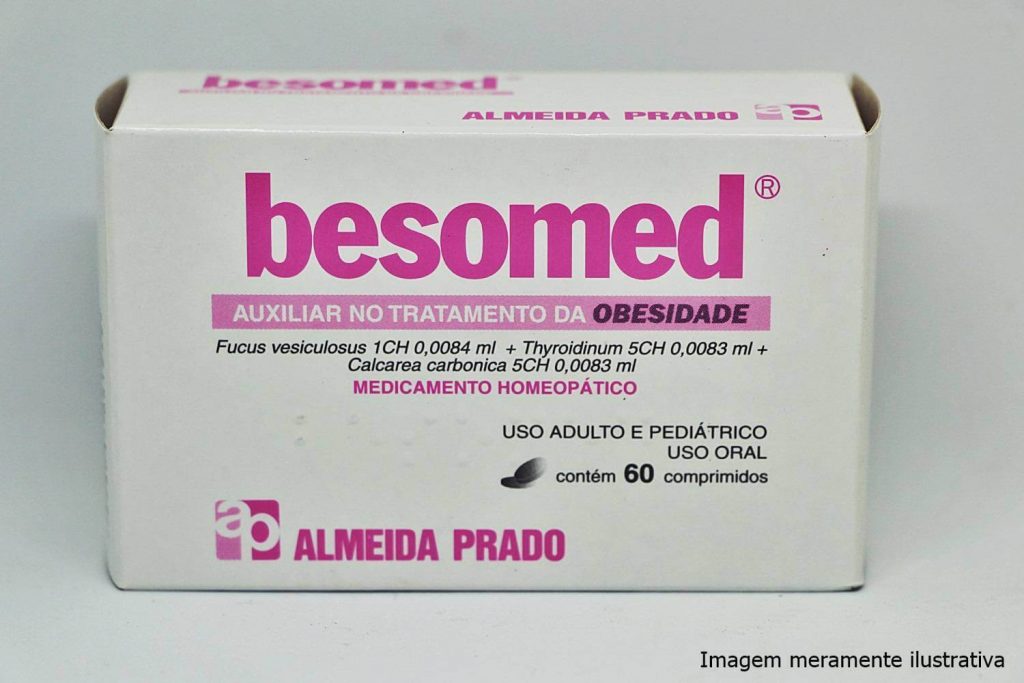 besomed®
ALMEIDA PRADO ap
besomed®
AUXILIAR NO TRATAMENTO DA OBESIDADE
Fucus vesiculosus 1CH 0,0084 ml + Thyroidinum 5CH 0,0083 ml +
Calcarea carbonica 5CH 0,0083 ml
MEDICAMENTO HOMEOPÁTICO
USO ADULTO E PEDIÁTRICO
USO ORAL
contém 60 comprimidos
ap ALMEIDA PRADO
Imagem meramente ilustrativa